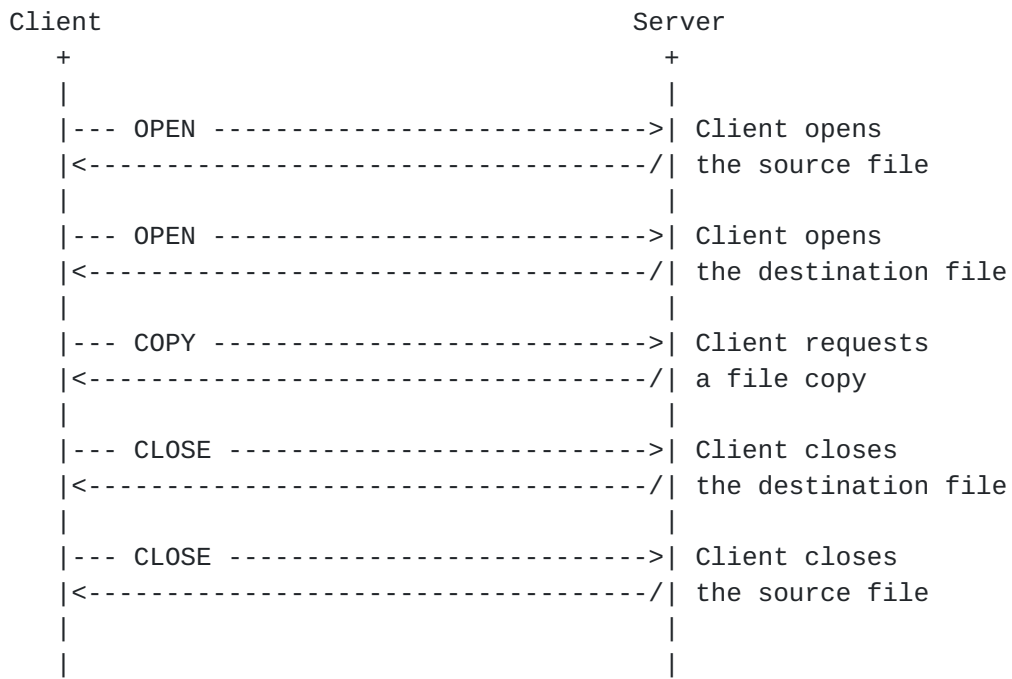 Client                                  Server
   +                                      +
   |                                      |
   |--- OPEN ---------------------------->| Client opens
   |<------------------------------------/| the source file
   |                                      |
   |--- OPEN ---------------------------->| Client opens
   |<------------------------------------/| the destination file
   |                                      |
   |--- COPY ---------------------------->| Client requests
   |<------------------------------------/| a file copy
   |                                      |
   |--- CLOSE --------------------------->| Client closes
   |<------------------------------------/| the destination file
   |                                      |
   |--- CLOSE --------------------------->| Client closes
   |<------------------------------------/| the source file
   |                                      |
   |                                      |